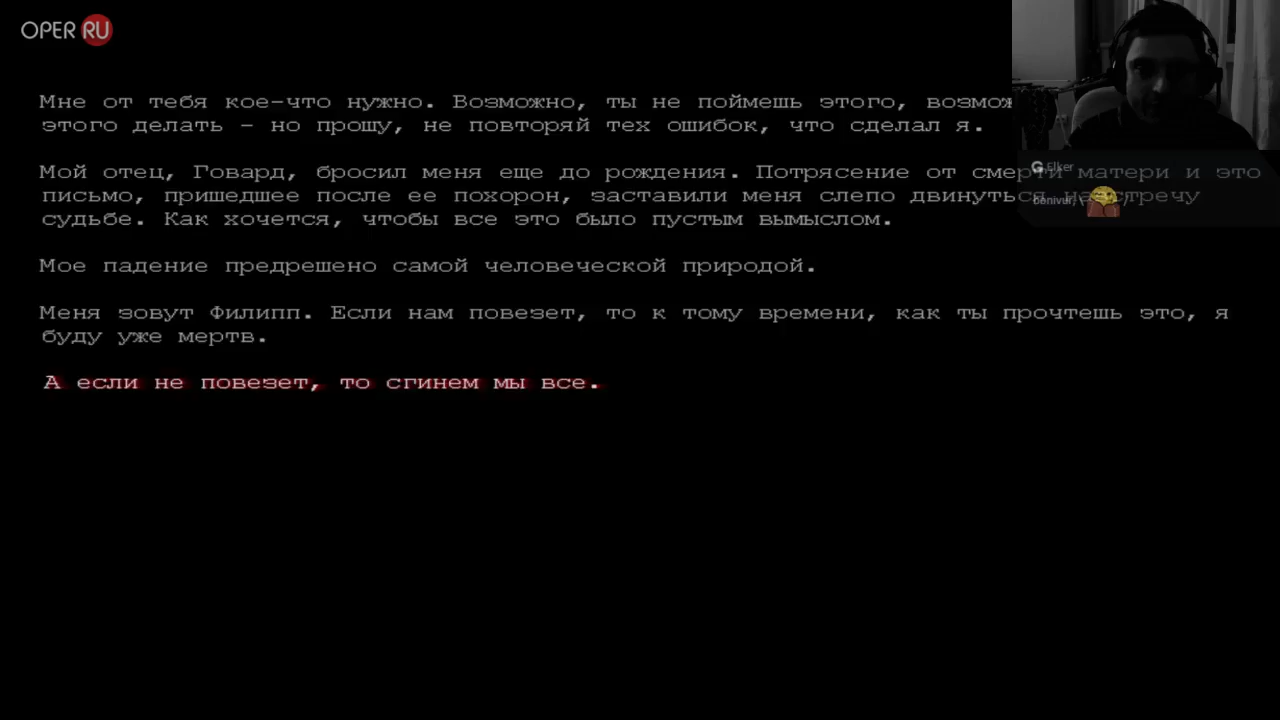 OPER RU
Мне от тебя кое-что нужно. Возможно, ты не поймешь этого,
этого делать - но прошу, не повторяй тех ошибок, что сделал я.
Мой отец, Говард, бросил меня еще до рождения. Потрясение от смерти матери и это
письмо, пришедшее после ее похорон, заставили меня слепо двинуться навстречу
судьбе. Как хочется, чтобы все это было пустым вымыслом.
Мое падение предрешено самой человеческой природой.
Меня зовут Филипп. Если нам повезет, то к тому времени, как ты прочтешь это, я
буду уже мертв.
А если не повезет, то сгинем мы все.
Elker